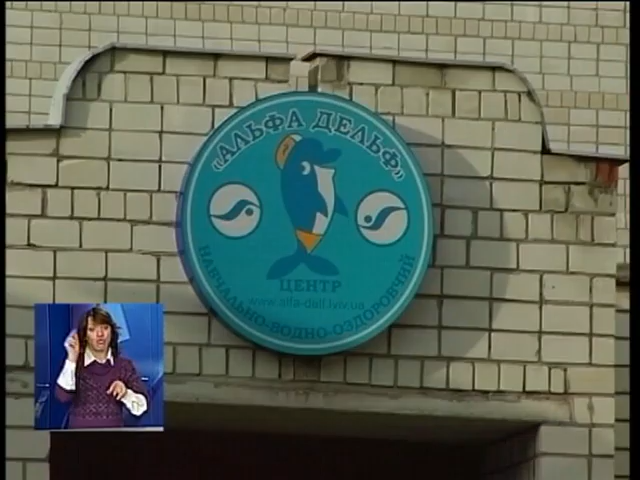 "АЛЬФА ДЕЛЬФ"
ЦЕНТР
www.alfa-delf.lviv.ua
НАВЧАЛЬНО-ВОДНО-ОЗДОРОВЧИЙ